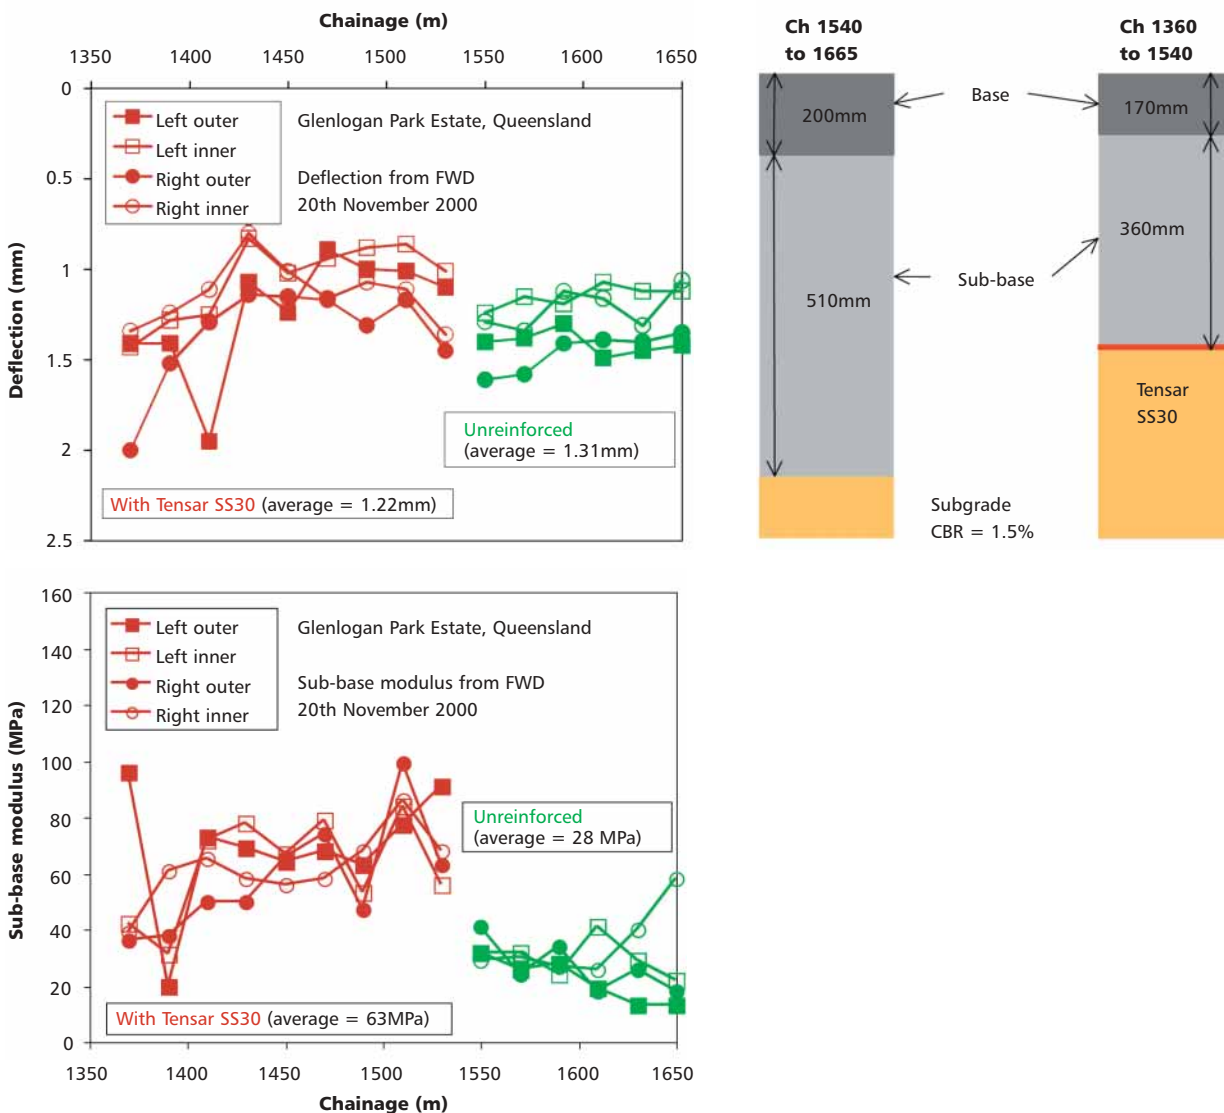 Chainage (m)
1350 1400 1450 1500 1550 1600 1650
0
0.5
1
1.5
2
2.5
Deflection (mm)
Left outer
Left inner
Right outer
Right inner
Glenlogan Park Estate, Queensland
Deflection from FWD
20th November 2000
Unreinforced
(average = 1.31mm)
With Tensar SS30 (average = 1.22mm)
Ch 1540
to 1665
Ch 1360
to 1540
Base
200mm
170mm
360mm
Sub-base
510mm
Tensar
SS30
Subgrade
CBR = 1.5%
160
140
120
100
80
60
40
20
0
Sub-base modulus (MPa)
Left outer
Left inner
Right outer
Right inner
Glenlogan Park Estate, Queensland
Sub-base modulus from FWD
20th November 2000
Unreinforced
(average = 28 MPa)
With Tensar SS30 (average = 63MPa)
1350 1400 1450 1500 1550 1600 1650
Chainage (m)